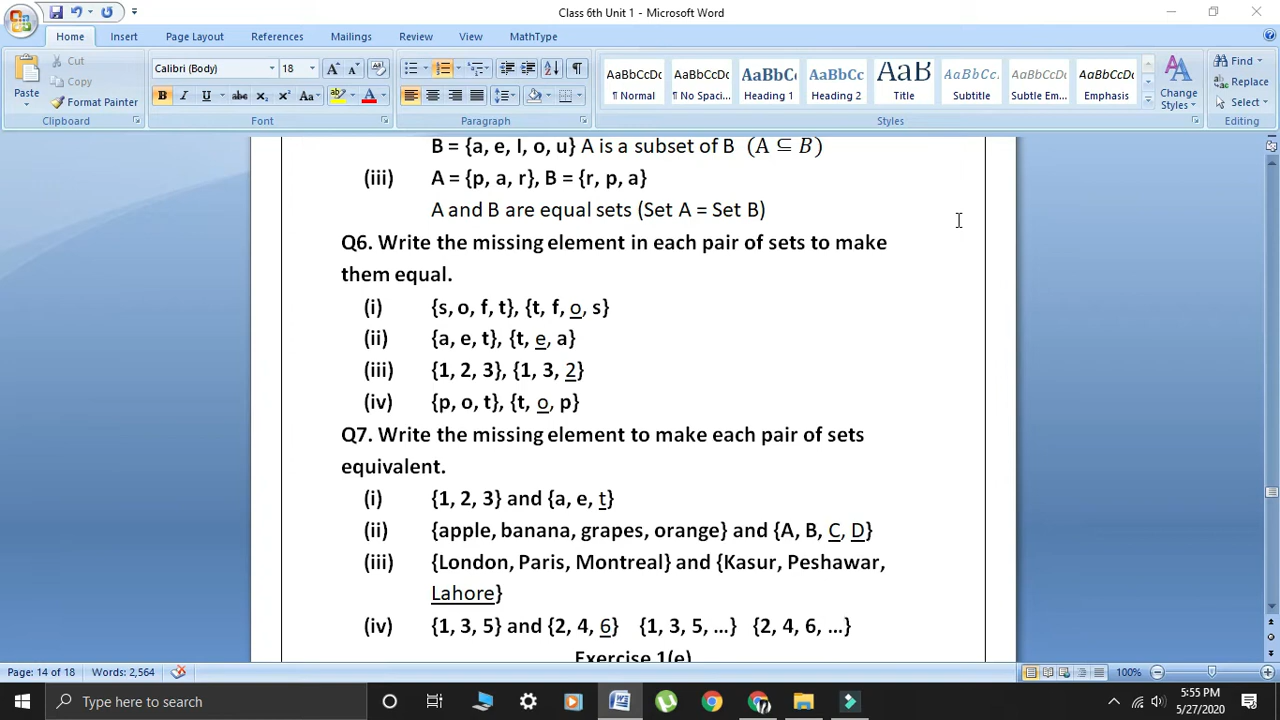 Class 6th Unit 1 - Microsoft Word
Home Insert Page Layout References Mailings Review View MathType
Paste
Cut
Copy
Format Painter
Clipboard
Calibri (Body) 18
Font
Paragraph
AaBbCcDc AaBbCcDc AaBbCc AaBbCc AaB AaBbCc. AaBbCcDc AaBbCcDc
¶ Normal ¶ No Spaci... Heading 1 Heading 2 Title Subtitle Subtle Em... Emphasis
Change Styles
Styles
Find
Replace
Select
Editing
B = {a, e, I, o, u} A is a subset of B (A ⊆ B)
(iii) A = {p, a, r}, B = {r, p, a}
A and B are equal sets (Set A = Set B)
Q6. Write the missing element in each pair of sets to make
them equal.
(i) {s, o, f, t}, {t, f, o, s}
(ii) {a, e, t}, {t, e, a}
(iii) {1, 2, 3}, {1, 3, 2}
(iv) {p, o, t}, {t, o, p}
Q7. Write the missing element to make each pair of sets
equivalent.
(i) {1, 2, 3} and {a, e, t}
(ii) {apple, banana, grapes, orange} and {A, B, C, D}
(iii) {London, Paris, Montreal} and {Kasur, Peshawar,
Lahore}
(iv) {1, 3, 5} and {2, 4, 6} {1, 3, 5, ...} {2, 4, 6, ...}
Exercise 1(e)
Page: 14 of 18 Words: 2,564 100%
Type here to search
5:55 PM
5/27/2020